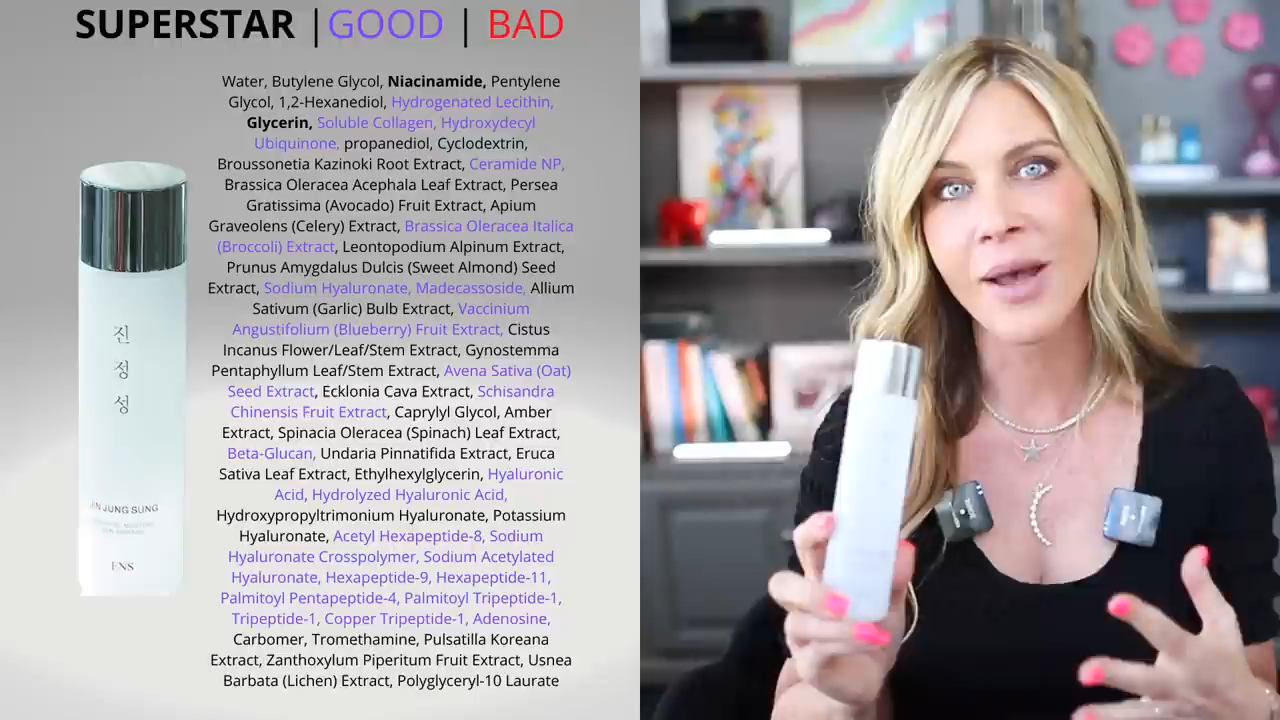 SUPERSTAR | GOOD | BAD
Water, Butylene Glycol, Niacinamide, Pentylene
Glycol, 1,2-Hexanediol, Hydrogenated Lecithin,
Glycerin, Soluble Collagen, Hydroxydecyl
Ubiquinone, propanediol, Cyclodextrin,
Broussonetia Kazinoki Root Extract, Ceramide NP,
Brassica Oleracea Acephala Leaf Extract, Persea
Gratissima (Avocado) Fruit Extract, Apium
Graveolens (Celery) Extract, Brassica Oleracea Italica
(Broccoli) Extract, Leontopodium Alpinum Extract,
Prunus Amygdalus Dulcis (Sweet Almond) Seed
Extract, Sodium Hyaluronate, Madecassoside, Allium
Sativum (Garlic) Bulb Extract, Vaccinium
Angustifolium (Blueberry) Fruit Extract, Cistus
Incanus Flower/Leaf/Stem Extract, Gynostemma
Pentaphyllum Leaf/Stem Extract, Avena Sativa (Oat)
Seed Extract, Ecklonia Cava Extract, Schisandra
Chinensis Fruit Extract, Caprylyl Glycol, Amber
Extract, Spinacia Oleracea (Spinach) Leaf Extract,
Beta-Glucan, Undaria Pinnatifida Extract, Eruca
Sativa Leaf Extract, Ethylhexylglycerin, Hyaluronic
Acid, Hydrolyzed Hyaluronic Acid,
Hydroxypropyltrimonium Hyaluronate, Potassium
Hyaluronate, Acetyl Hexapeptide-8, Sodium
Hyaluronate Crosspolymer, Sodium Acetylated
Hyaluronate, Hexapeptide-9, Hexapeptide-11,
Palmitoyl Pentapeptide-4, Palmitoyl Tripeptide-1,
Tripeptide-1, Copper Tripeptide-1, Adenosine,
Carbomer, Tromethamine, Pulsatilla Koreana
Extract, Zanthoxylum Piperitum Fruit Extract, Usnea
Barbata (Lichen) Extract, Polyglyceryl-10 Laurate
진
정
성
JUNG SUNG